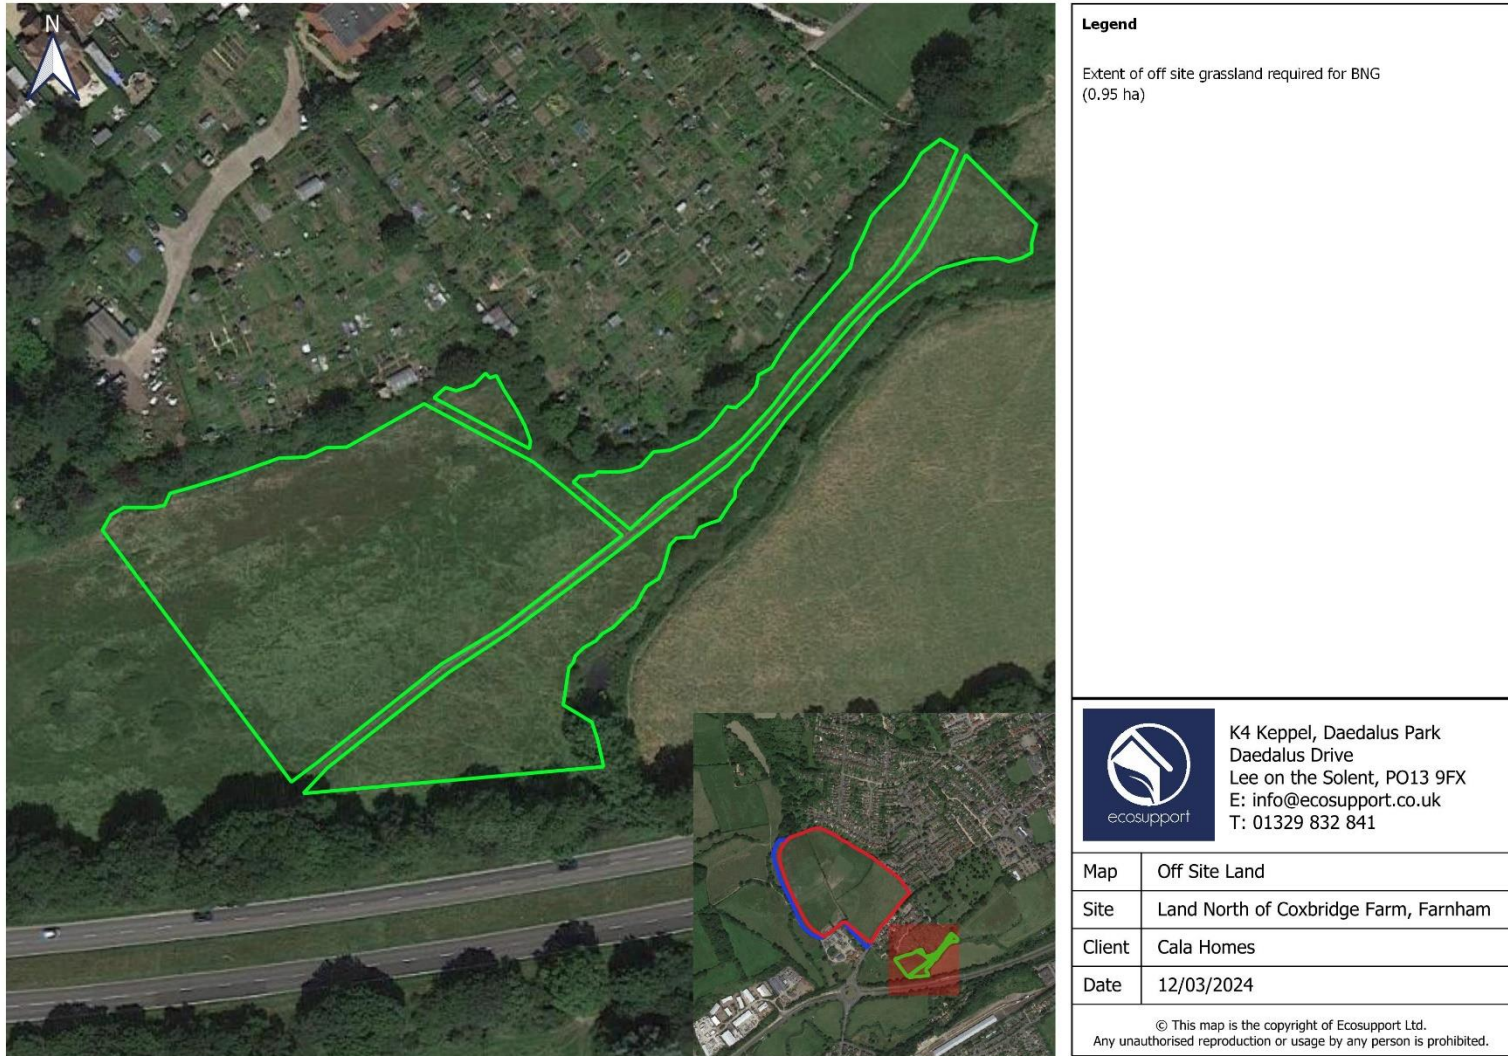 N
Legend
Extent of off site grassland required for BNG
(0.95 ha)
ecosupport
K4 Keppel, Daedalus Park
Daedalus Drive
Lee on the Solent, PO13 9FX
E: info@ecosupport.co.uk
T: 01329 832 841
Map Off Site Land
Site Land North of Coxbridge Farm, Farnham
Client Cala Homes
Date 12/03/2024
© This map is the copyright of Ecosupport Ltd.
Any unauthorised reproduction or usage by any person is prohibited.